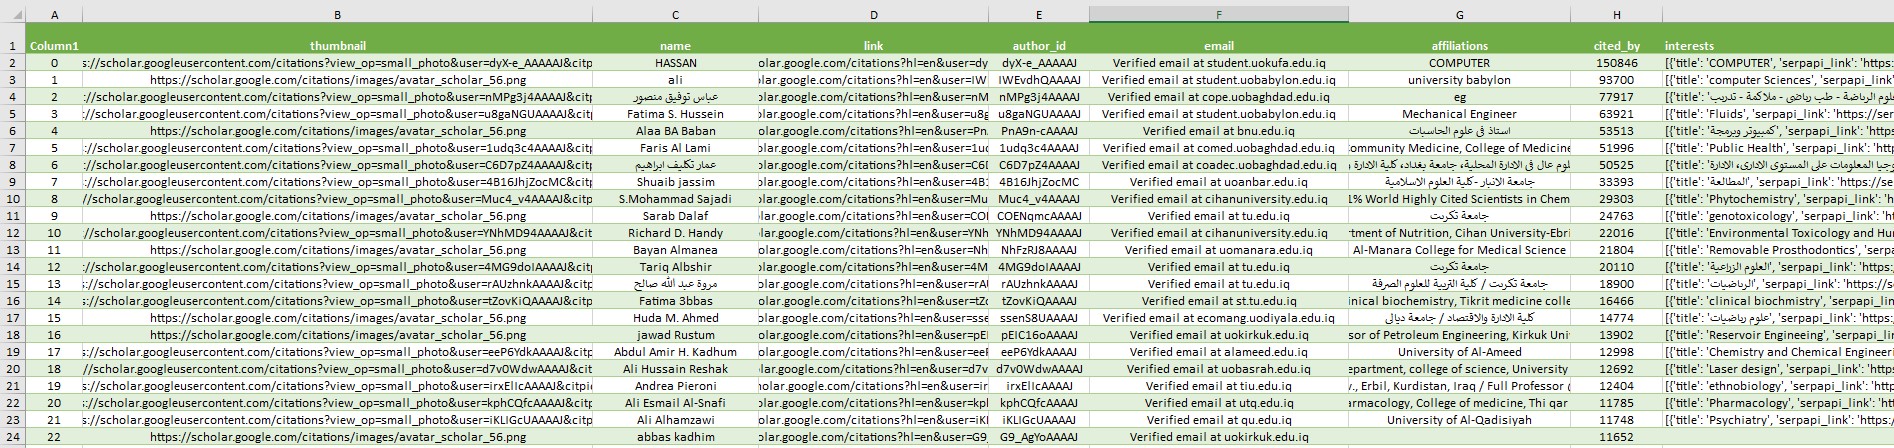 A B C D E F G H
1 Column1 thumbnail name link author_id email affiliations cited_by interests
2 0 s://scholar.googleusercontent.com/citations?view_op=small_photo&user=dyX-e_AAAAAJ&citp HASSAN olar.google.com/citations?hl=en&user=dy dyX-e_AAAAAJ Verified email at student.uokufa.edu.iq COMPUTER 150846 [{'title': 'COMPUTER', 'serpapi_link': 'https:
3 1 https://scholar.google.com/citations/images/avatar_scholar_56.png ali olar.google.com/citations?hl=en&user=IW IWEvdhQAAAAJ Verified email at student.uobabylon.edu.iq university babylon 93700 [{'title': 'computer Sciences', 'serpapi_link'
4 2 ://scholar.googleusercontent.com/citations?view_op=small_photo&user=nMPg3j4AAAAJ&citp عباس توفيق منصور olar.google.com/citations?hl=en&user=nM nMPg3j4AAAAJ Verified email at cope.uobaghdad.edu.iq eg 77917 [{'title': 'علوم الرياضة - طب رياضي - ملاكمة - تدريب
5 3 ://scholar.googleusercontent.com/citations?view_op=small_photo&user=u8gaNGUAAAAJ&citp Fatima S. Hussein olar.google.com/citations?hl=en&user=u8g u8gaNGUAAAAJ Verified email at uobabylon.edu.iq Mechanical Engineer 63921 [{'title': 'Fluids', 'serpapi_link': 'https://ser
6 4 https://scholar.google.com/citations/images/avatar_scholar_56.png Alaa BA Baban olar.google.com/citations?hl=en&user=Pn PnA9n-cAAAAJ Verified email at bnu.edu.iq استاذ في علوم الحاسبات 53513 [{'title': 'كمبيوتر وبرمجة', 'serpapi_link': 'http
7 5 https://scholar.google.com/citations/images/avatar_scholar_56.png Faris Al Lami olar.google.com/citations?hl=en&user=1ud 1udq3c4AAAAJ Verified email at comed.uobaghdad.edu.iq ommunity Medicine, College of Medicine 51996 [{'title': 'Public Health', 'serpapi_link': 'http
8 6 ://scholar.googleusercontent.com/citations?view_op=small_photo&user=C6D7pZ4AAAAJ&citp عمار تكليف ابراهيم olar.google.com/citations?hl=en&user=C6D C6D7pZ4AAAAJ Verified email at coadec.uobaghdad.edu.iq لوم عال في الادارة المحلية، جامعة بغداد، كلية الادارة و 50525 [{'title': 'جيا المعلومات على المستوى الاداري، الادارة
9 7 s://scholar.googleusercontent.com/citations?view_op=small_photo&user=4B16JhjZocMC&citp Shuaib jassim olar.google.com/citations?hl=en&user=4B1 4B16JhjZocMC Verified email at uoanbar.edu.iq جامعة الانبار -كلية العلوم الاسلامية 33393 [{'title': 'المطالعة', 'serpapi_link': 'https://se
10 8 //scholar.googleusercontent.com/citations?view_op=small_photo&user=Muc4_v4AAAAJ&citp S.Mohammad Sajadi olar.google.com/citations?hl=en&user=Mu Muc4_v4AAAAJ Verified email at cihanuniversity.edu.iq 1% World Highly Cited Scientists in Chem 29303 [{'title': 'Phytochemistry', 'serpapi_link': 'h
11 9 https://scholar.google.com/citations/images/avatar_scholar_56.png Sarab Dalaf olar.google.com/citations?hl=en&user=COE COENqmcAAAAJ Verified email at tu.edu.iq جامعة تكريت 24763 [{'title': 'genotoxicology', 'serpapi_link': 'h
12 10 //scholar.googleusercontent.com/citations?view_op=small_photo&user=YNhMD94AAAAJ&cit Richard D. Handy olar.google.com/citations?hl=en&user=YNh YNhMD94AAAAJ Verified email at cihanuniversity.edu.iq rtment of Nutrition, Cihan University-Ebri 22016 [{'title': 'Environmental Toxicology and Hu
13 11 https://scholar.google.com/citations/images/avatar_scholar_56.png Bayan Almanea olar.google.com/citations?hl=en&user=Nh NhFzRJ8AAAAJ Verified email at uomanara.edu.iq Al-Manara College for Medical Science 21804 [{'title': 'Removable Prosthodontics', 'serpa
14 12 ://scholar.googleusercontent.com/citations?view_op=small_photo&user=4MG9doIAAAAJ&citp Tariq Albshir olar.google.com/citations?hl=en&user=4M 4MG9doIAAAAJ Verified email at tu.edu.iq جامعة تكريت 20110 [{'title': 'العلوم الزراعية', 'serpapi_link': 'https:
15 13 s://scholar.googleusercontent.com/citations?view_op=small_photo&user=rAUzhnkAAAAJ&citp مروة عبد الله صالح olar.google.com/citations?hl=en&user=rAU rAUzhnkAAAAJ Verified email at tu.edu.iq جامعة تكريت / كلية التربية للعلوم الصرفة 18900 [{'title': 'الرياضيات', 'serpapi_link': 'https://s
16 14 https://scholar.googleusercontent.com/citations?view_op=small_photo&user=tZovKiQAAAAJ&citp Fatima 3bbas olar.google.com/citations?hl=en&user=tZo tZovKiQAAAAJ Verified email at st.tu.edu.iq inical biochemistry, Tikrit medicine colle 16466 [{'title': 'clinical biochmistry', 'serpapi_lin
17 15 https://scholar.google.com/citations/images/avatar_scholar_56.png Huda M. Ahmed olar.google.com/citations?hl=en&user=sse ssenS8UAAAAJ Verified email at ecomang.uodiyala.edu.iq كلية الادارة والاقتصاد / جامعة ديالى 14774 [{'title': 'علوم رياضيات', 'serpapi_link': 'https
18 16 https://scholar.google.com/citations/images/avatar_scholar_56.png jawad Rustum olar.google.com/citations?hl=en&user=pEI pEIC16oAAAAJ Verified email at uokirkuk.edu.iq sor of Petroleum Engineering, Kirkuk Uni 13902 [{'title': 'Reservoir Engineeing', 'serpapi_lin
19 17 s://scholar.googleusercontent.com/citations?view_op=small_photo&user=eeP6YdkAAAAJ&citp Abdul Amir H. Kadhum olar.google.com/citations?hl=en&user=eeP eeP6YdkAAAAJ Verified email at alameed.edu.iq University of Al-Ameed 12998 [{'title': 'Chemistry and Chemical Engineeri
20 18 https://scholar.googleusercontent.com/citations?view_op=small_photo&user=d7v0WdwAAAAJ&citp Ali Hussain Reshak olar.google.com/citations?hl=en&user=d7v d7v0WdwAAAAJ Verified email at uobasrah.edu.iq epartment, college of science, University 12692 [{'title': 'Laser design', 'serpapi_link': 'http
21 19 https://scholar.googleusercontent.com/citations?view_op=small_photo&user=irxElIcAAAAJ&citpi Andrea Pieroni olar.google.com/citations?hl=en&user=ir irxElIcAAAAJ Verified email at tiu.edu.iq ., Erbil, Kurdistan, Iraq / Full Professor 12404 [{'title': 'ethnobiology', 'serpapi_link': 'http
22 20 s://scholar.googleusercontent.com/citations?view_op=small_photo&user=kphCQfcAAAAJ&citp Ali Esmail Al-Snafi olar.google.com/citations?hl=en&user=kpl kphCQfcAAAAJ Verified email at utq.edu.iq armacology, College of medicine, Thi qar 11785 [{'title': 'Pharmacology', 'serpapi_link': 'htt
23 21 s://scholar.googleusercontent.com/citations?view_op=small_photo&user=iKLIGcUAAAAJ&citp Ali Alhamzawi olar.google.com/citations?hl=en&user=iKL iKLIGcUAAAAJ Verified email at qu.edu.iq University of Al-Qadisiyah 11748 [{'title': 'Psychiatry', 'serpapi_link': 'https:
24 22 https://scholar.google.com/citations/images/avatar_scholar_56.png abbas kadhim olar.google.com/citations?hl=en&user=G9_ G9_AgYoAAAAJ Verified email at uokirkuk.edu.iq 11652